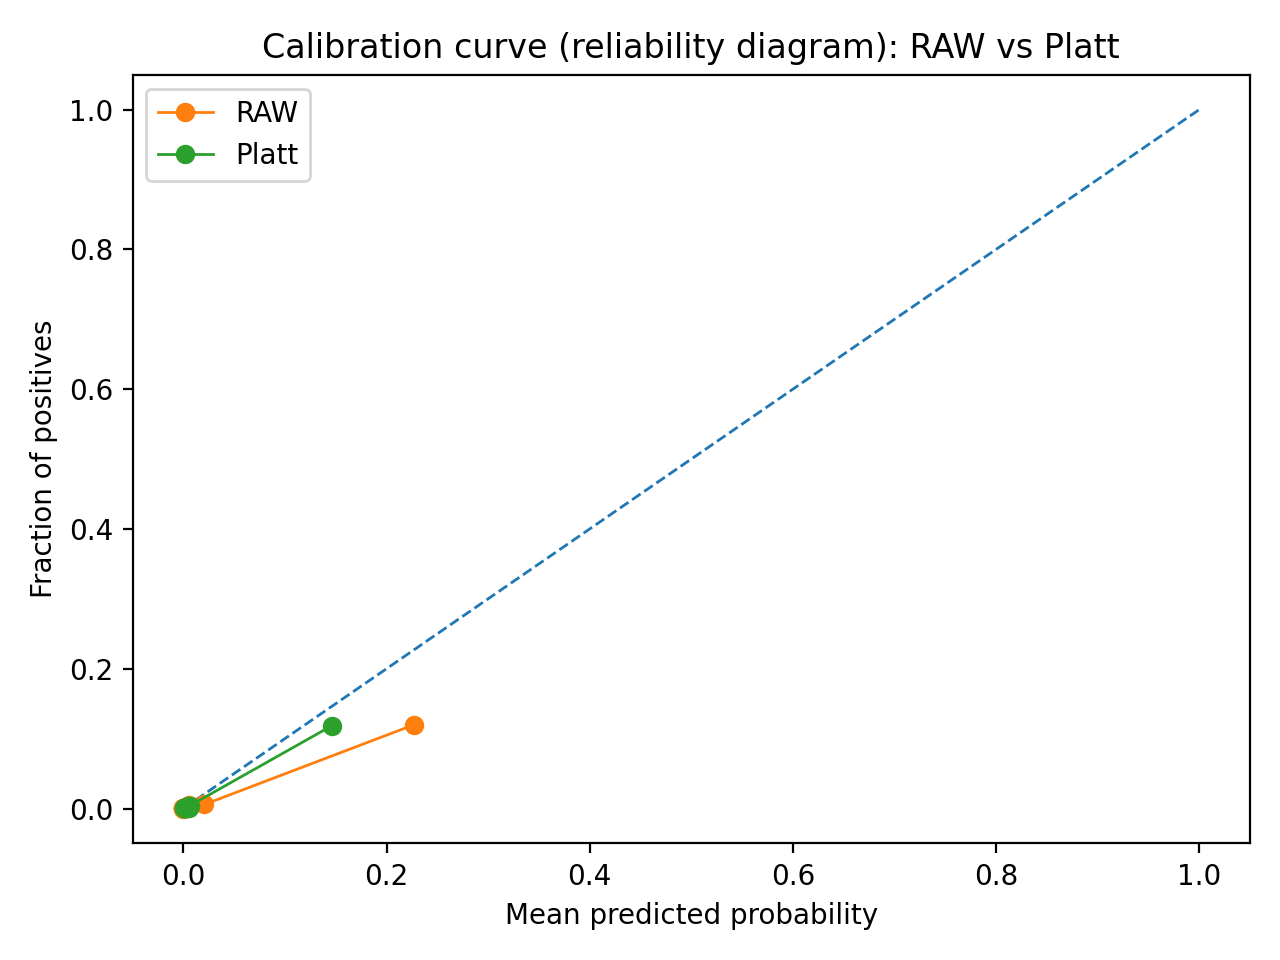 Calibration curve (reliability diagram): RAW vs Platt
RAW
Platt
1.0
0.8
0.6
0.4
0.2
0.0
Fraction of positives
0.0 0.2 0.4 0.6 0.8 1.0
Mean predicted probability